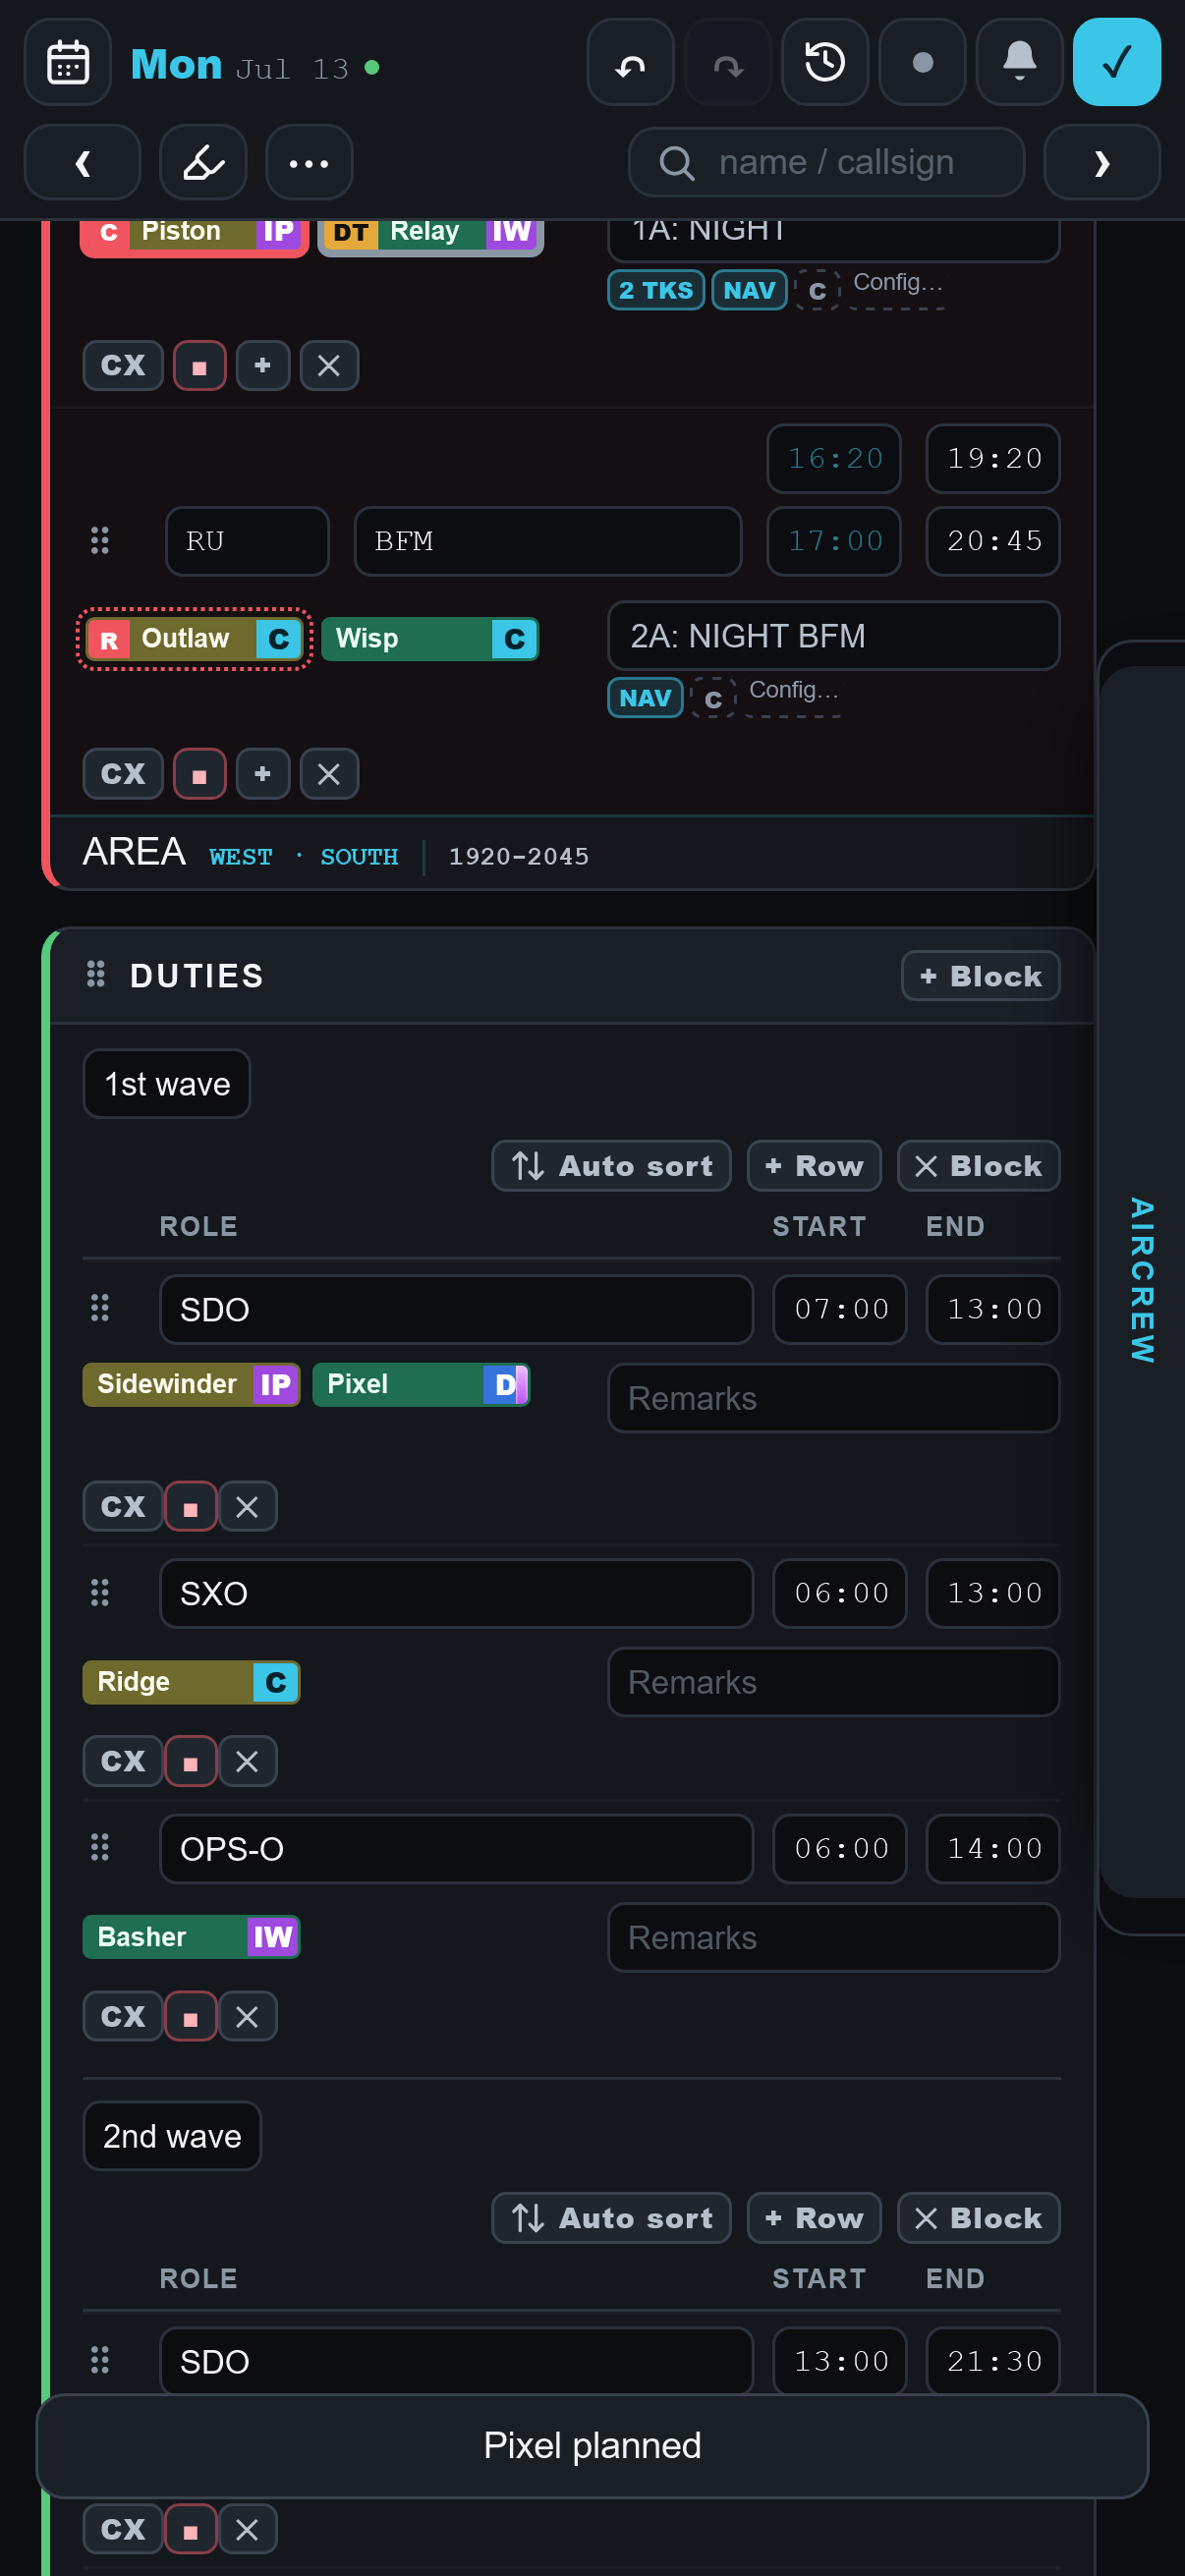 Mon Jul 13
name / callsign
C Piston IP DT Relay IW 1A: NIGHT
2 TKS NAV C Config...
CX +
16:20 19:20
RU BFM 17:00 20:45
R Outlaw C Wisp C 2A: NIGHT BFM
NAV C Config...
CX +
AREA WEST · SOUTH 1920-2045
DUTIES + Block
1st wave
Auto sort + Row × Block
ROLE START END
SDO 07:00 13:00
Sidewinder IP Pixel D Remarks
CX ×
SXO 06:00 13:00
Ridge C Remarks
CX ×
OPS-O 06:00 14:00
Basher IW Remarks
CX ×
2nd wave
Auto sort + Row × Block
ROLE START END
SDO 13:00 21:30
Pixel planned
CX ×
AIRCREW